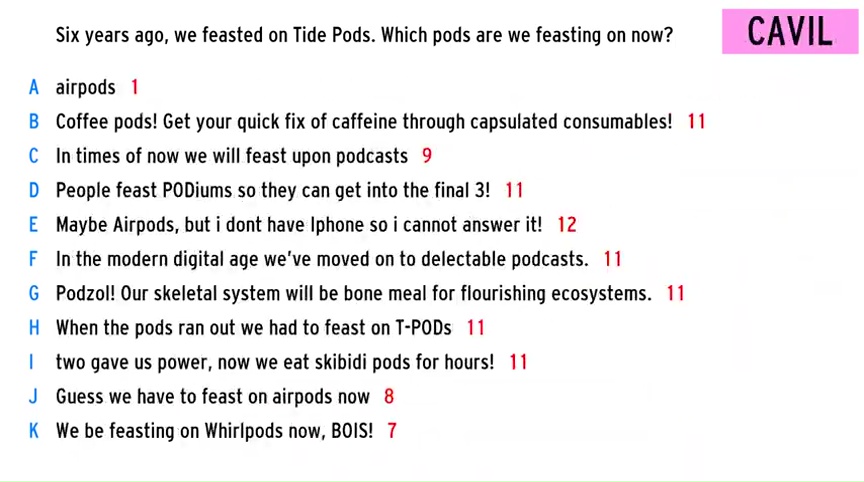 Six years ago, we feasted on Tide Pods. Which pods are we feasting on now?
CAVIL
A airpods 1
B Coffee pods! Get your quick fix of caffeine through capsulated consumables! 11
C In times of now we will feast upon podcasts 9
D People feast PODiums so they can get into the final 3! 11
E Maybe Airpods, but i dont have Iphone so i cannot answer it! 12
F In the modern digital age we've moved on to delectable podcasts. 11
G Podzol! Our skeletal system will be bone meal for flourishing ecosystems. 11
H When the pods ran out we had to feast on T-PODs 11
I two gave us power, now we eat skibidi pods for hours! 11
J Guess we have to feast on airpods now 8
K We be feasting on Whirlpods now, BOIS! 7